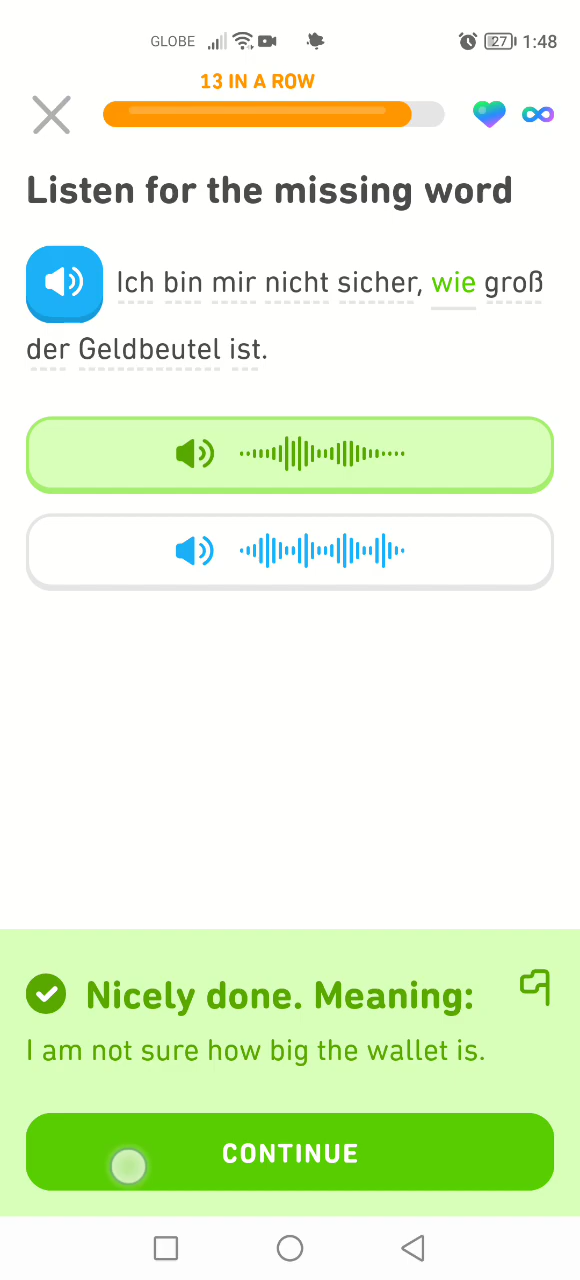 GLOBE 27 1:48
13 IN A ROW
Listen for the missing word
Ich bin mir nicht sicher, wie groß
der Geldbeutel ist.
Nicely done. Meaning:
I am not sure how big the wallet is.
CONTINUE